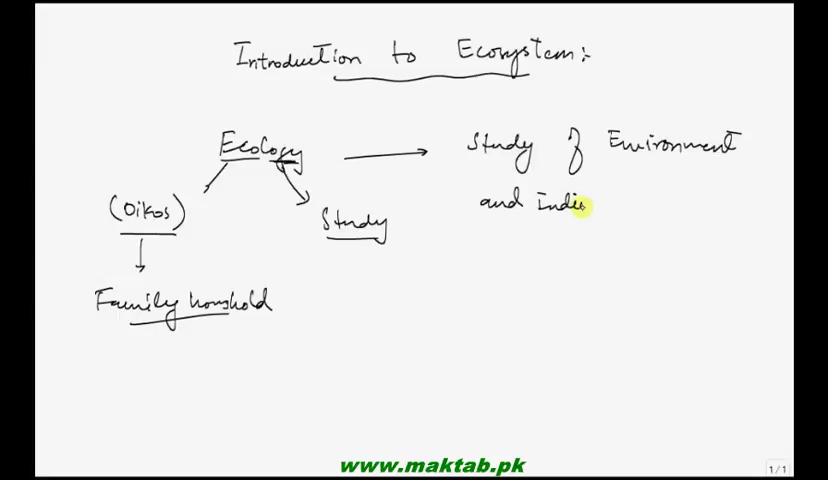 Introduction to Ecosystem:-
Ecology → Study of Environment
and Indi
(Oikos)
Study
Family household
www.maktab.pk
1/1